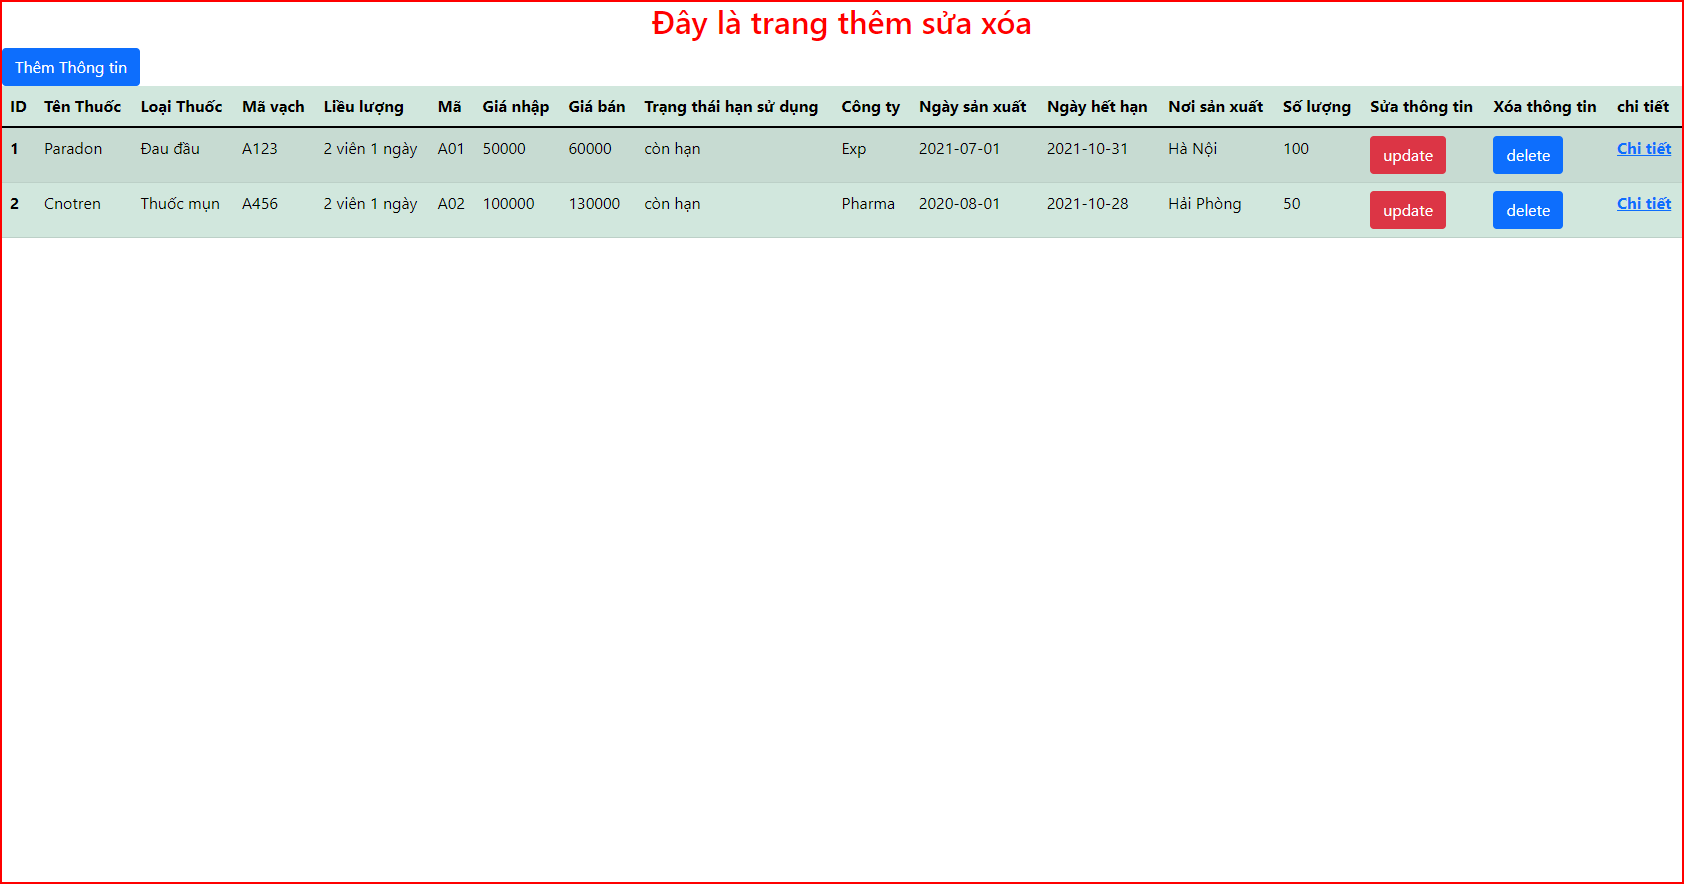 Đây là trang thêm sửa xóa
Thêm Thông tin
ID Tên Thuốc Loại Thuốc Mã vạch Liều lượng Mã Giá nhập Giá bán Trạng thái hạn sử dụng Công ty Ngày sản xuất Ngày hết hạn Nơi sản xuất Số lượng Sửa thông tin Xóa thông tin chi tiết
1 Paradon Đau đầu A123 2 viên 1 ngày A01 50000 60000 còn hạn Exp 2021-07-01 2021-10-31 Hà Nội 100 update delete Chi tiết
2 Cnotren Thuốc mụn A456 2 viên 1 ngày A02 100000 130000 còn hạn Pharma 2020-08-01 2021-10-28 Hải Phòng 50 update delete Chi tiết